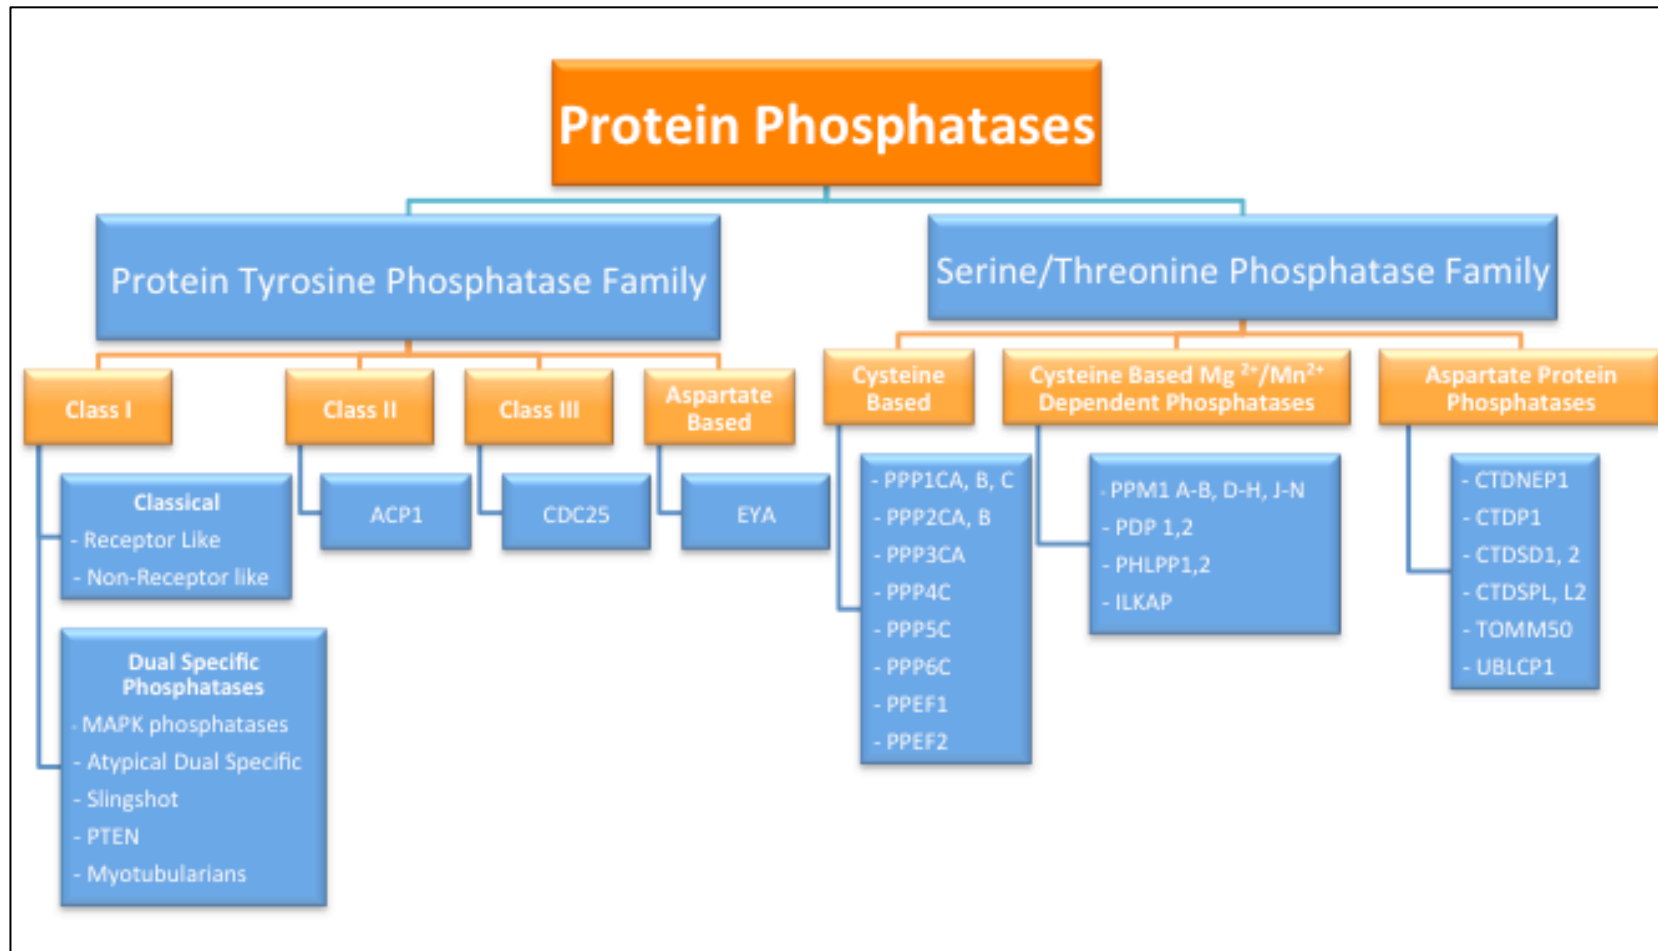 Protein Phosphatases
Protein Tyrosine Phosphatase Family
Serine/Threonine Phosphatase Family
Class I
Class II
Class III
Aspartate
Based
Cysteine
Based
Cysteine Based Mg ²⁺/Mn²⁺
Dependent Phosphatases
Aspartate Protein
Phosphatases
Classical
- Receptor Like
- Non-Receptor like
Dual Specific
Phosphatases
- MAPK phosphatases
- Atypical Dual Specific
- Slingshot
- PTEN
- Myotubularians
ACP1
CDC25
EYA
- PPP1CA, B, C
- PPP2CA, B
- PPP3CA
- PPP4C
- PPP5C
- PPP6C
- PPEF1
- PPEF2
- PPM1 A-B, D-H, J-N
- PDP 1,2
- PHLPP1,2
- ILKAP
- CTDNEP1
- CTDP1
- CTDSD1, 2
- CTDSPL, L2
- TOMM50
- UBLCP1